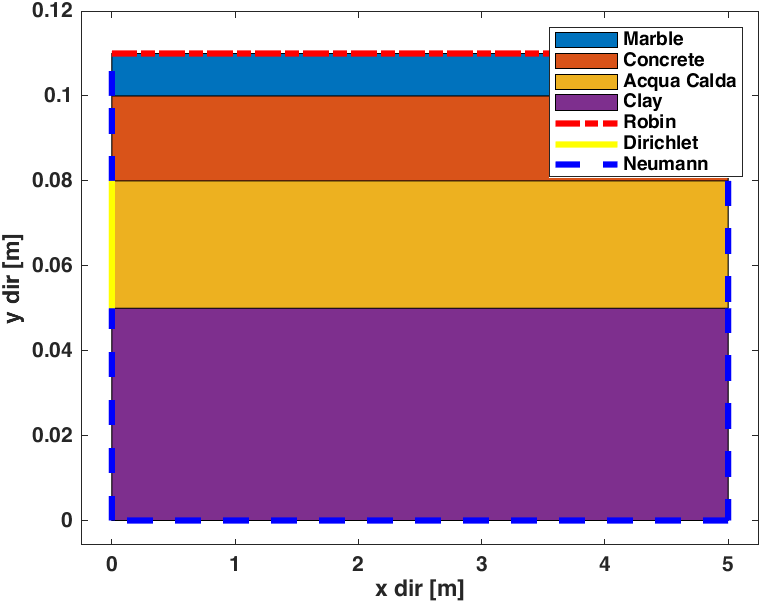 0.12
0.1
0.08
0.06
0.04
0.02
0
y dir [m]
0
1
2
3
4
5
x dir [m]
Marble
Concrete
Acqua Calda
Clay
Robin
Dirichlet
Neumann